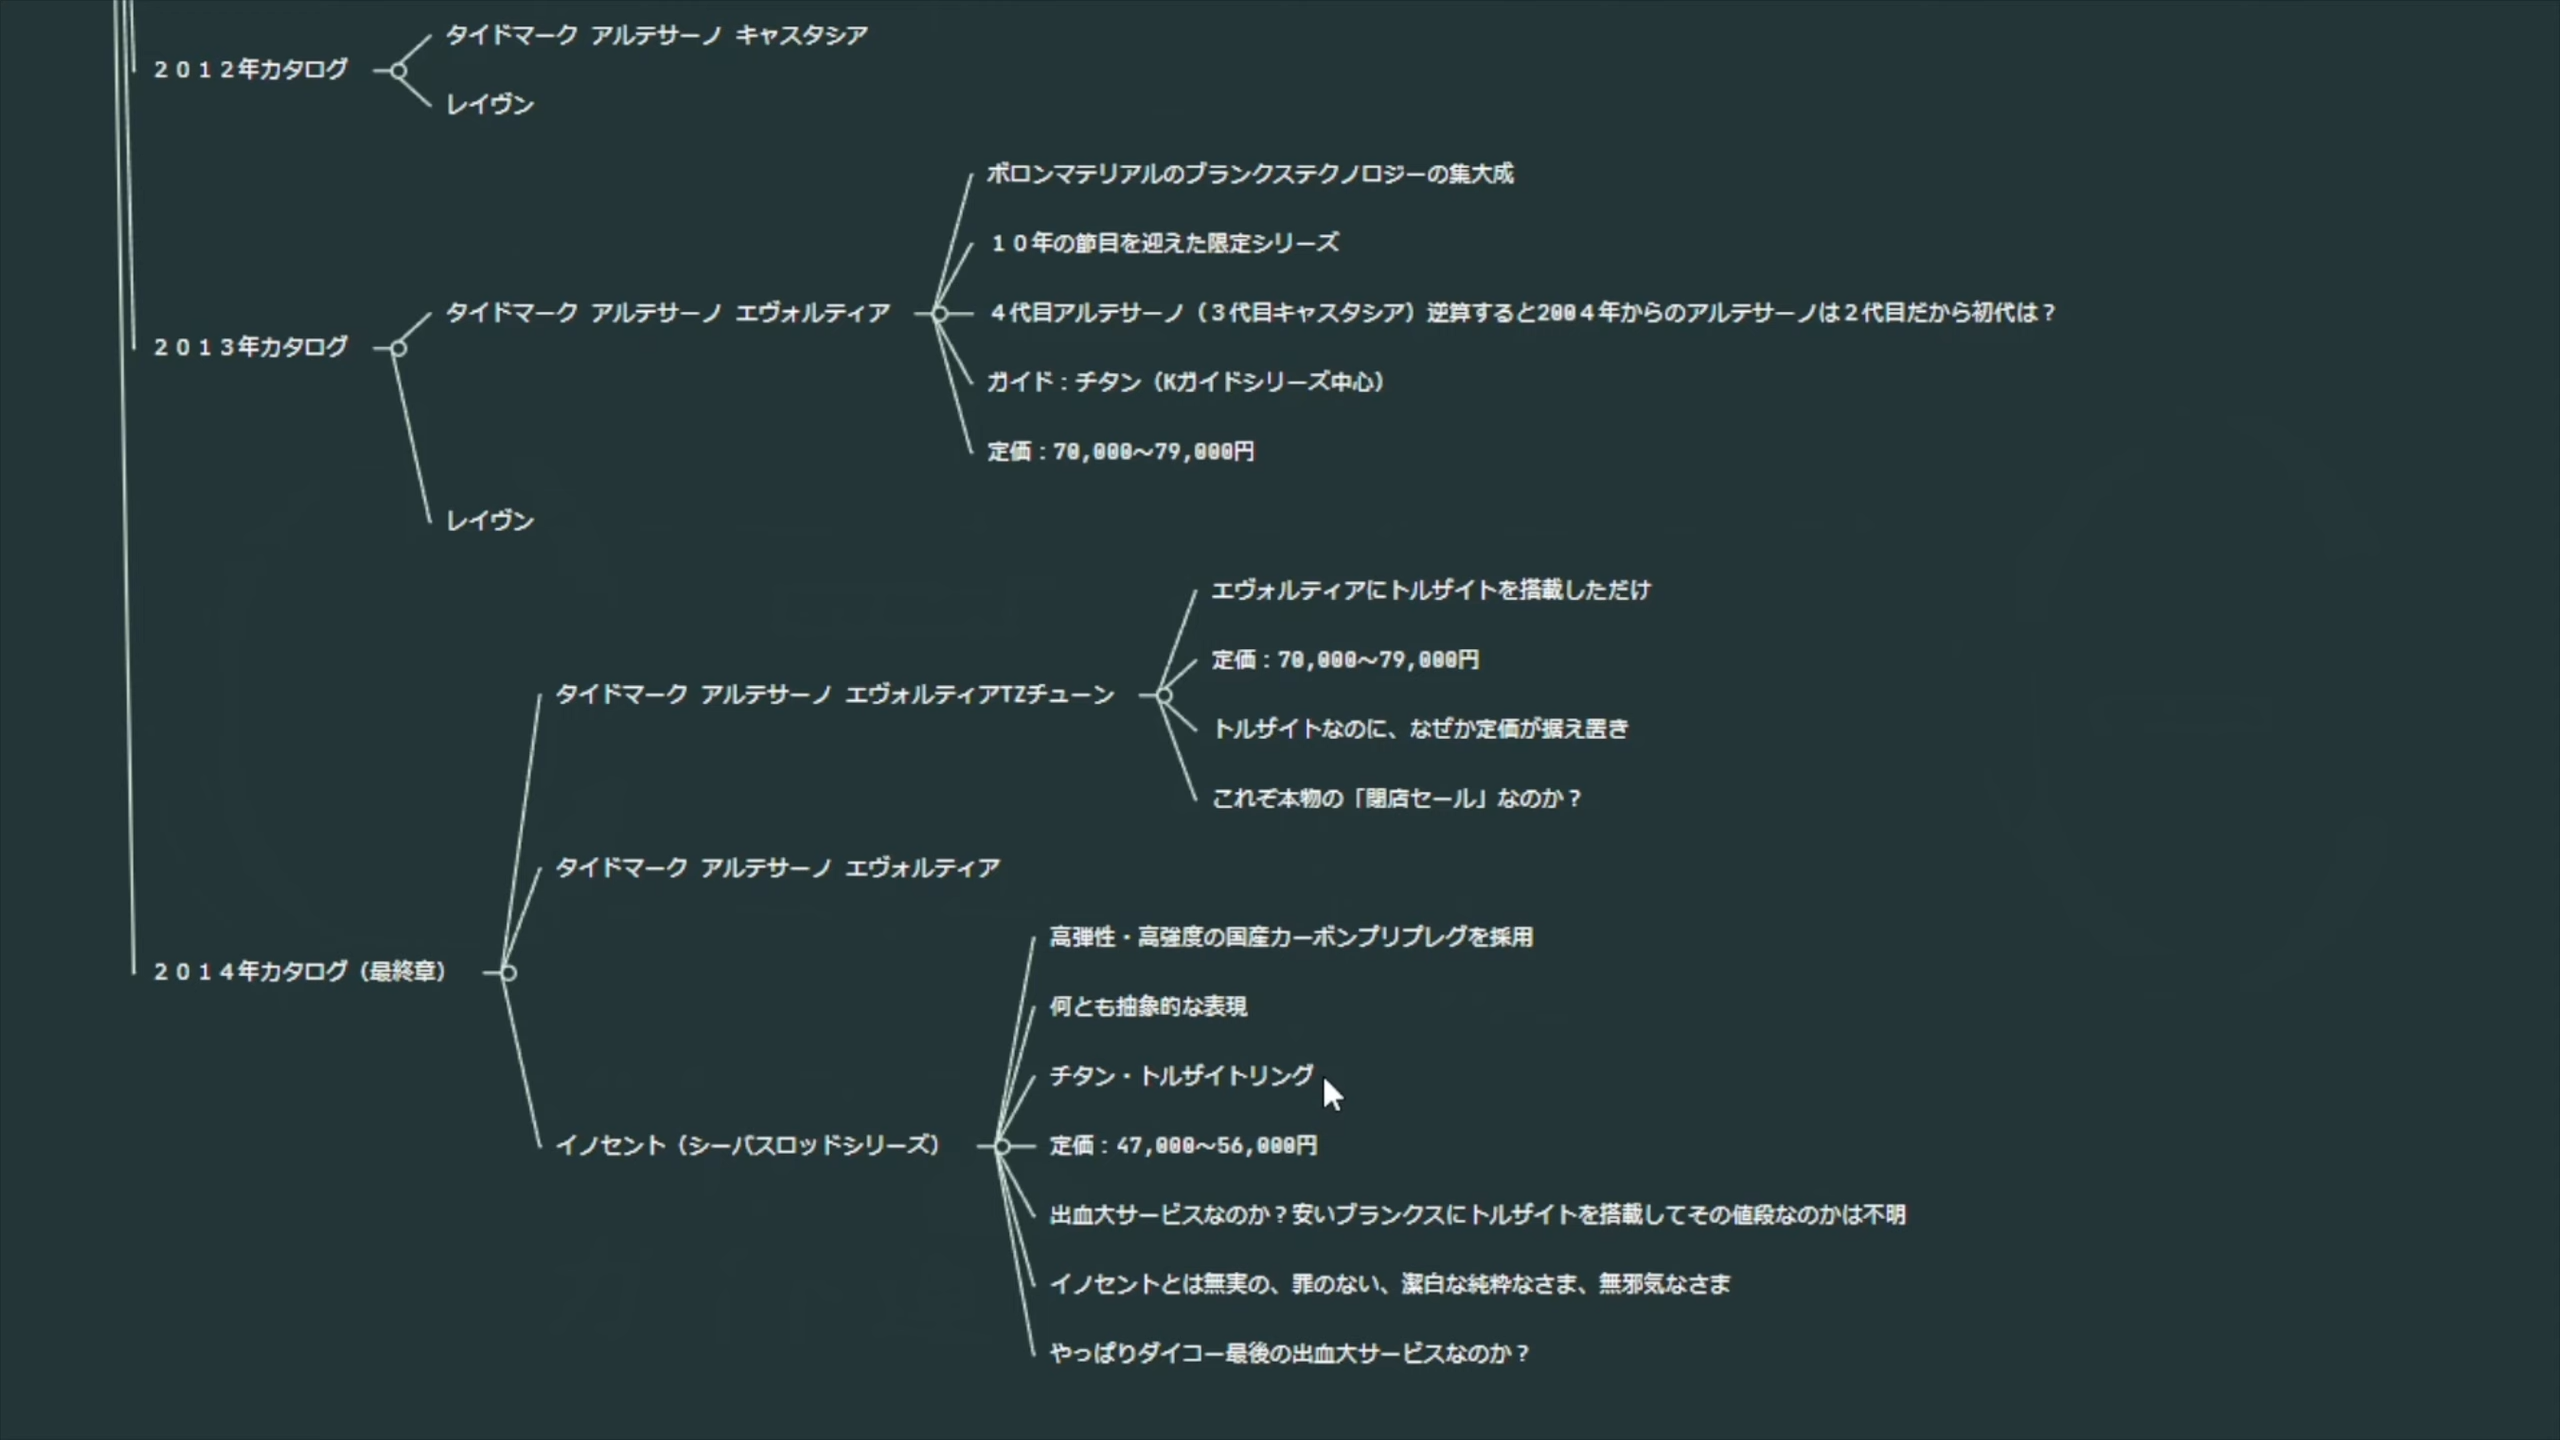 ２０１２年カタログ
タイドマーク アルテサーノ キャスタシア
レイヴン
２０１３年カタログ
タイドマーク アルテサーノ エヴォルティア
ボロンマテリアルのブランクステクノロジーの集大成
１０年の節目を迎えた限定シリーズ
４代目アルテサーノ（３代目キャスタシア）逆算すると200４年からのアルテサーノは２代目だから初代は？
ガイド：チタン（Kガイドシリーズ中心）
定価：70,000～79,000円
レイヴン
２０１４年カタログ（最終章）
タイドマーク アルテサーノ エヴォルティアTZチューン
エヴォルティアにトルザイトを搭載しただけ
定価：70,000～79,000円
トルザイトなのに、なぜか定価が据え置き
これぞ本物の「閉店セール」なのか？
タイドマーク アルテサーノ エヴォルティア
イノセント（シーバスロッドシリーズ）
高弾性・高強度の国産カーボンプリプレグを採用
何とも抽象的な表現
チタン・トルザイトリング
定価：47,000～56,000円
出血大サービスなのか？安いブランクスにトルザイトを搭載してその値段なのかは不明
イノセントとは無実の、罪のない、潔白な純粋なさま、無邪気なさま
やっぱりダイコー最後の出血大サービスなのか？